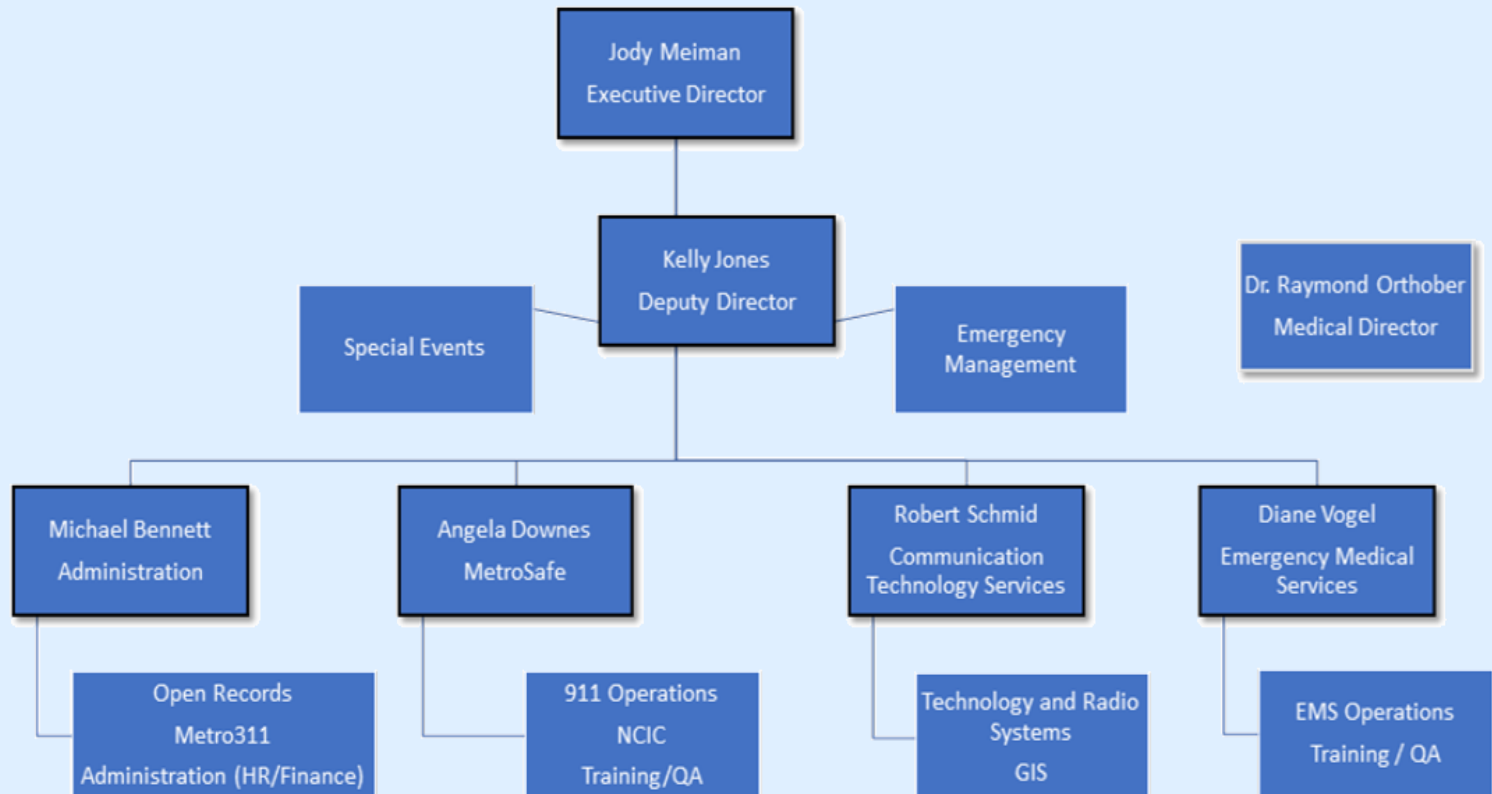 Jody Meiman
Executive Director
Kelly Jones
Deputy Director
Special Events
Emergency
Management
Dr. Raymond Orthober
Medical Director
Michael Bennett
Administration
Angela Downes
MetroSafe
Robert Schmid
Communication
Technology Services
Diane Vogel
Emergency Medical
Services
Open Records
Metro311
Administration (HR/Finance)
911 Operations
NCIC
Training/QA
Technology and Radio
Systems
GIS
EMS Operations
Training / QA